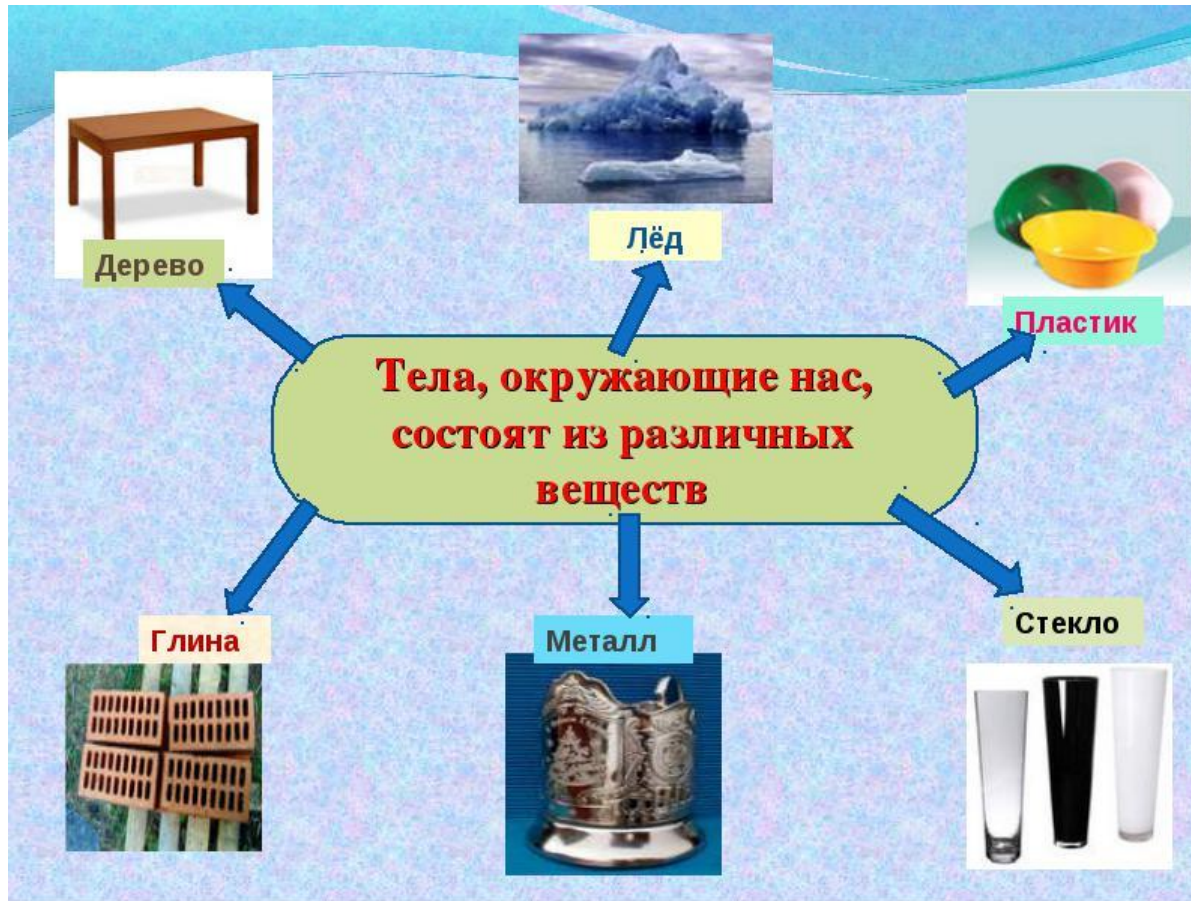 Лёд
Дерево
Пластик
Тела, окружающие нас,
состоят из различных
веществ
Глина
Металл
Стекло